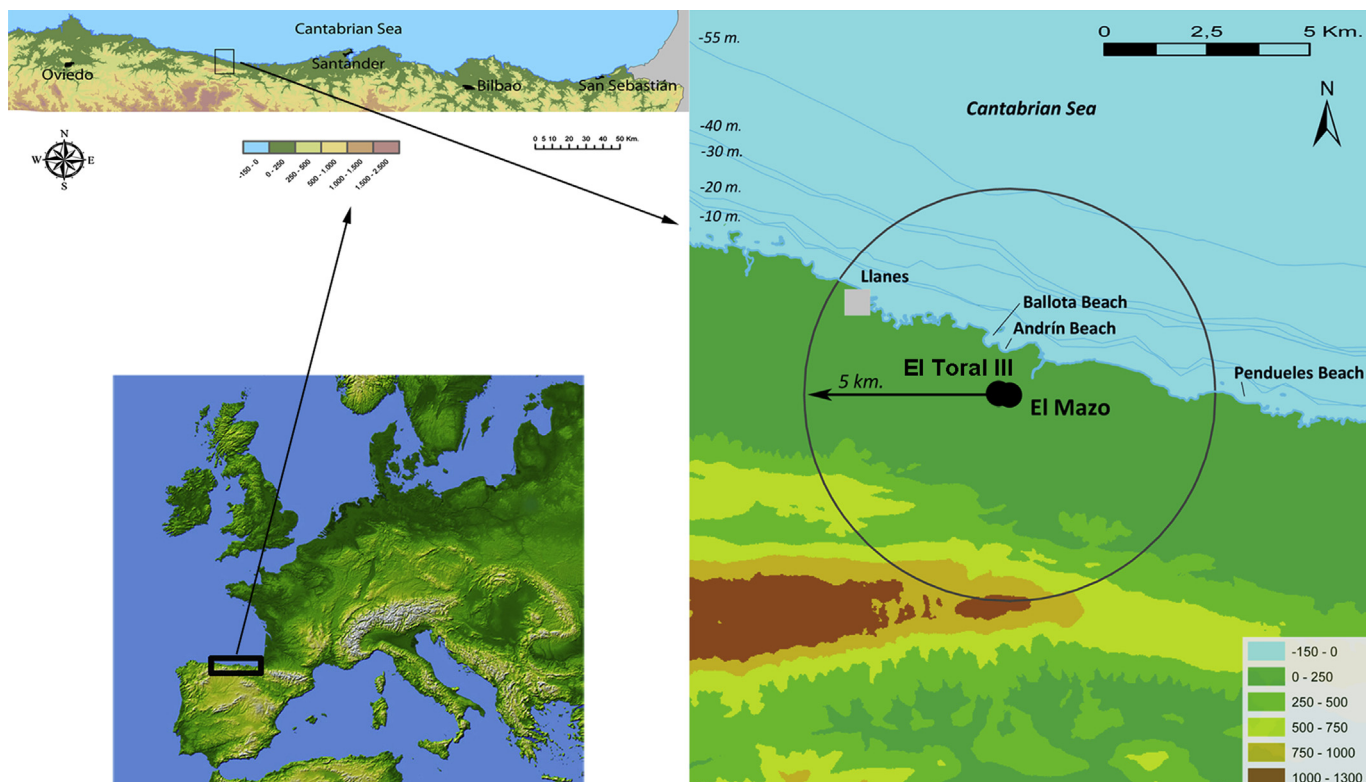 Cantabrian Sea
Oviedo
Santander
Bilbao
San Sebastián
N
W E
S
-150 - 0
0 - 250
250 - 500
500 - 1.000
1.000 - 1.500
1.500 - 2.500
0 5 10 20 30 40 50 Km.
0 2,5 5 Km.
-55 m.
N
Cantabrian Sea
-40 m.
-30 m.
-20 m.
-10 m.
Llanes
Ballota Beach
Andrín Beach
El Toral III
Pendueles Beach
5 km.
El Mazo
-150 - 0
0 - 250
250 - 500
500 - 750
750 - 1000
1000 - 1300